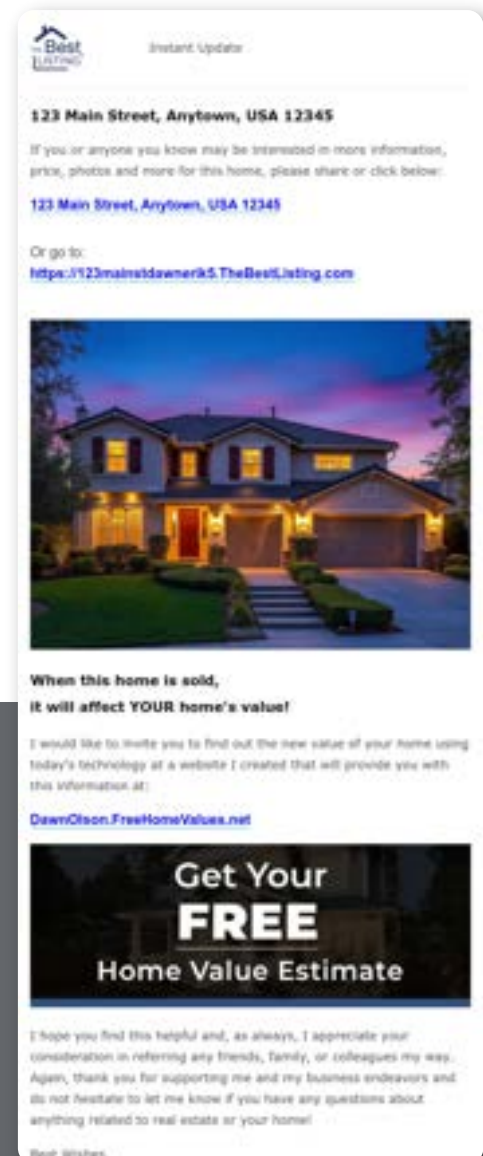 THE
Best
LISTING
Instant Update
123 Main Street, Anytown, USA 12345
If you or anyone you know may be interested in more information,
price, photos and more for this home, please share or click below:
123 Main Street, Anytown, USA 12345
Or go to:
https://123mainstdawnerik5.TheBestListing.com
When this home is sold,
it will affect YOUR home's value!
I would like to invite you to find out the new value of your home using
today's technology at a website I created that will provide you with
this information at:
DawnOlson.FreeHomeValues.net
Get Your
FREE
Home Value Estimate
I hope you find this helpful and, as always, I appreciate your
consideration in referring any friends, family, or colleagues my way.
Again, thank you for supporting me and my business endeavors and
do not hesitate to let me know if you have any questions about
anything related to real estate or your home!
Best Wishes